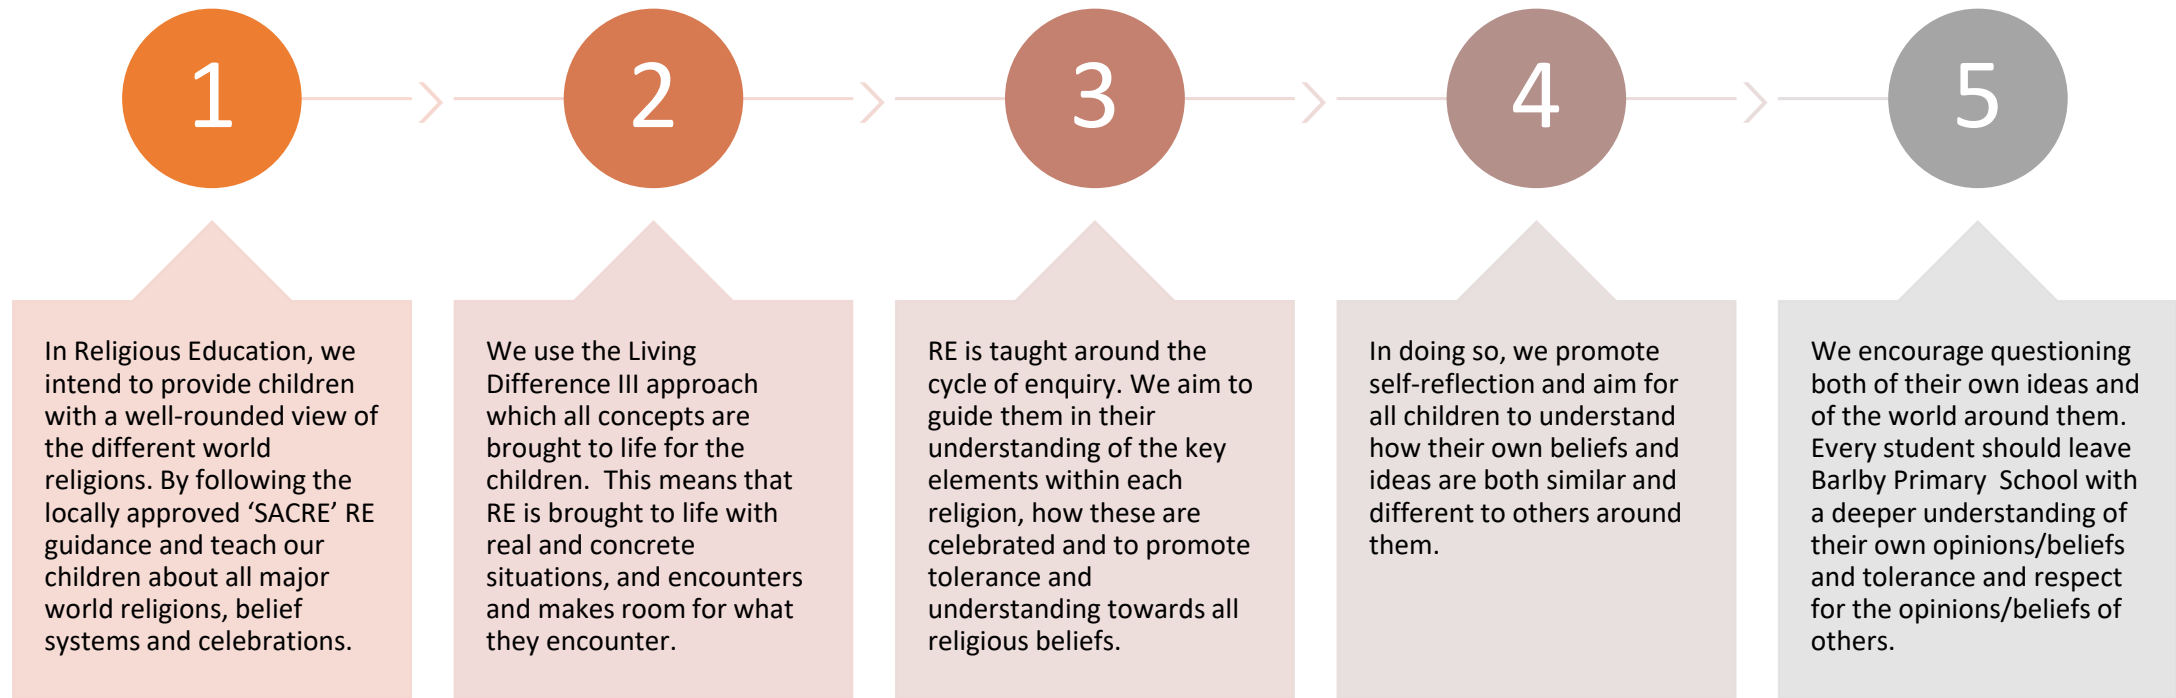 1
2
3
4
5
In Religious Education, we
intend to provide children
with a well-rounded view of
the different world
religions. By following the
locally approved ‘SACRE’ RE
guidance and teach our
children about all major
world religions, belief
systems and celebrations.
We use the Living
Difference III approach
which all concepts are
brought to life for the
children.  This means that
RE is brought to life with
real and concrete
situations, and encounters
and makes room for what
they encounter.
RE is taught around the
cycle of enquiry. We aim to
guide them in their
understanding of the key
elements within each
religion, how these are
celebrated and to promote
tolerance and
understanding towards all
religious beliefs.
In doing so, we promote
self-reflection and aim for
all children to understand
how their own beliefs and
ideas are both similar and
different to others around
them.
We encourage questioning
both of their own ideas and
of the world around them.
Every student should leave
Barlby Primary  School with
a deeper understanding of
their own opinions/beliefs
and tolerance and respect
for the opinions/beliefs of
others.